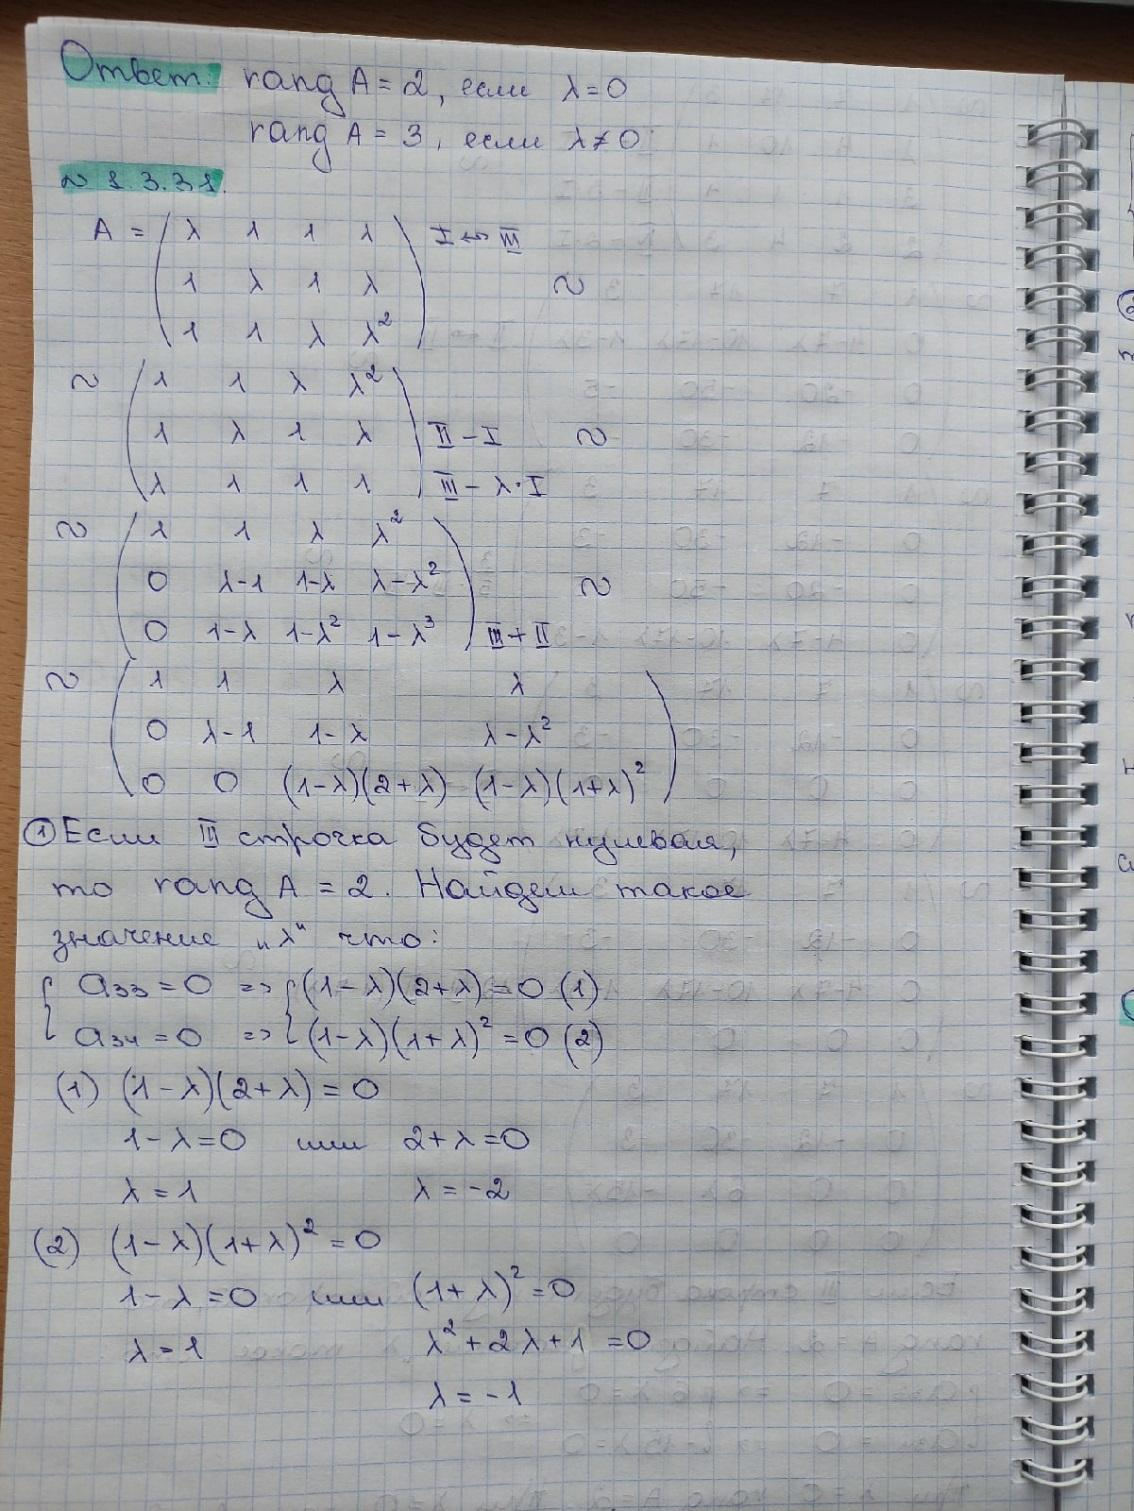 Ответ: rang A = 2, если λ = 0
rang A = 3, если λ ≠ 0
№ 1.3.31.
A = ( λ 1 1 1 ) I ↔ III
1 λ 1 λ ~
1 1 λ λ²
~ ( 1 1 λ λ² )
1 λ 1 λ II - I ~
λ 1 1 1 III - λ·I
~ ( 1 1 λ λ² )
0 λ-1 1-λ λ-λ² ~
0 1-λ 1-λ² 1-λ³ III + II
~ ( 1 1 λ λ )
0 λ-1 1-λ λ-λ²
0 0 (1-λ)(2+λ) (1-λ)(1+λ)²
① Если III строчка будет нулевая,
то rang A = 2. Найдем такое
значение „λ" что:
{ a₃₃ = 0 => { (1-λ)(2+λ) = 0 (1)
a₃₄ = 0 => (1-λ)(1+λ)² = 0 (2)
(1) (1-λ)(2+λ) = 0
1-λ = 0 или 2+λ = 0
λ = 1 λ = -2
(2) (1-λ)(1+λ)² = 0
1-λ = 0 или (1+λ)² = 0
λ = 1 λ² + 2λ + 1 = 0
λ = -1